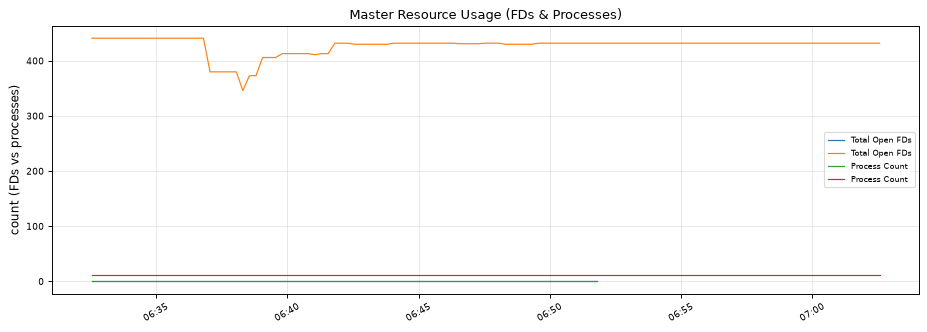 Master Resource Usage (FDs & Processes)
count (FDs vs processes)
400
300
200
100
0
Total Open FDs
Total Open FDs
Process Count
Process Count
06:35
06:40
06:45
06:50
06:55
07:00